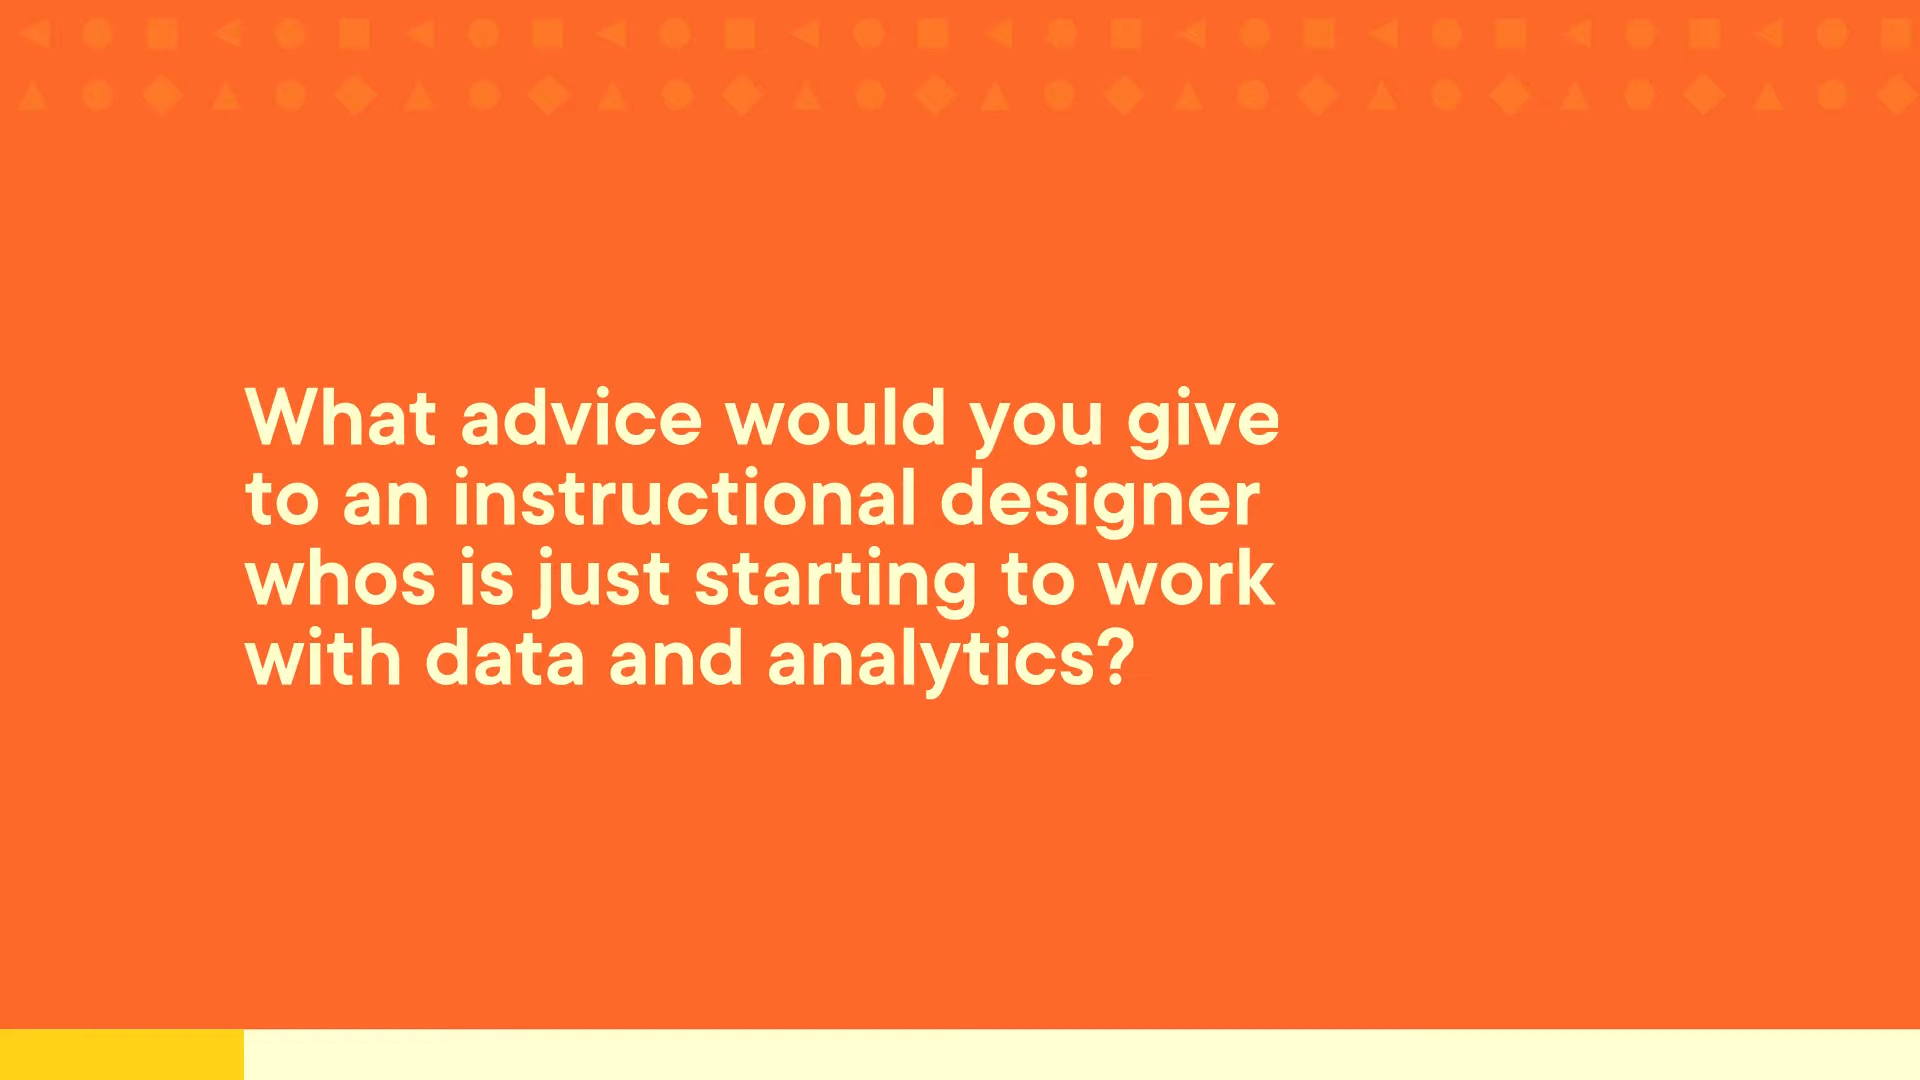 What advice would you give
to an instructional designer
whos is just starting to work
with data and analytics?